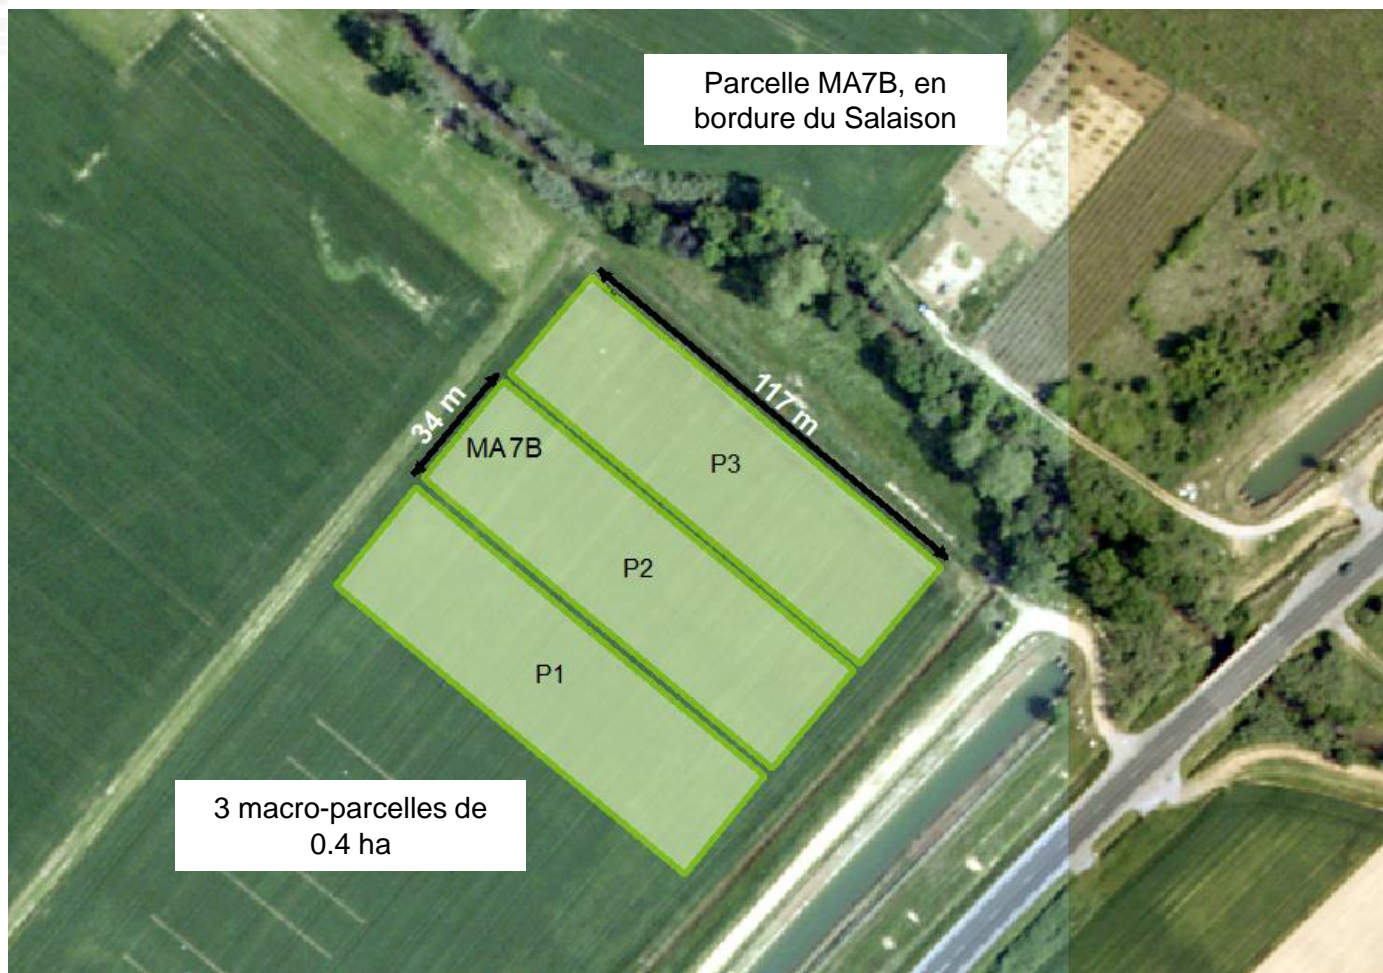 Parcelle MA7B, en
bordure du Salaison
34 m
117 m
MA7B
P3
P2
P1
3 macro-parcelles de
0.4 ha